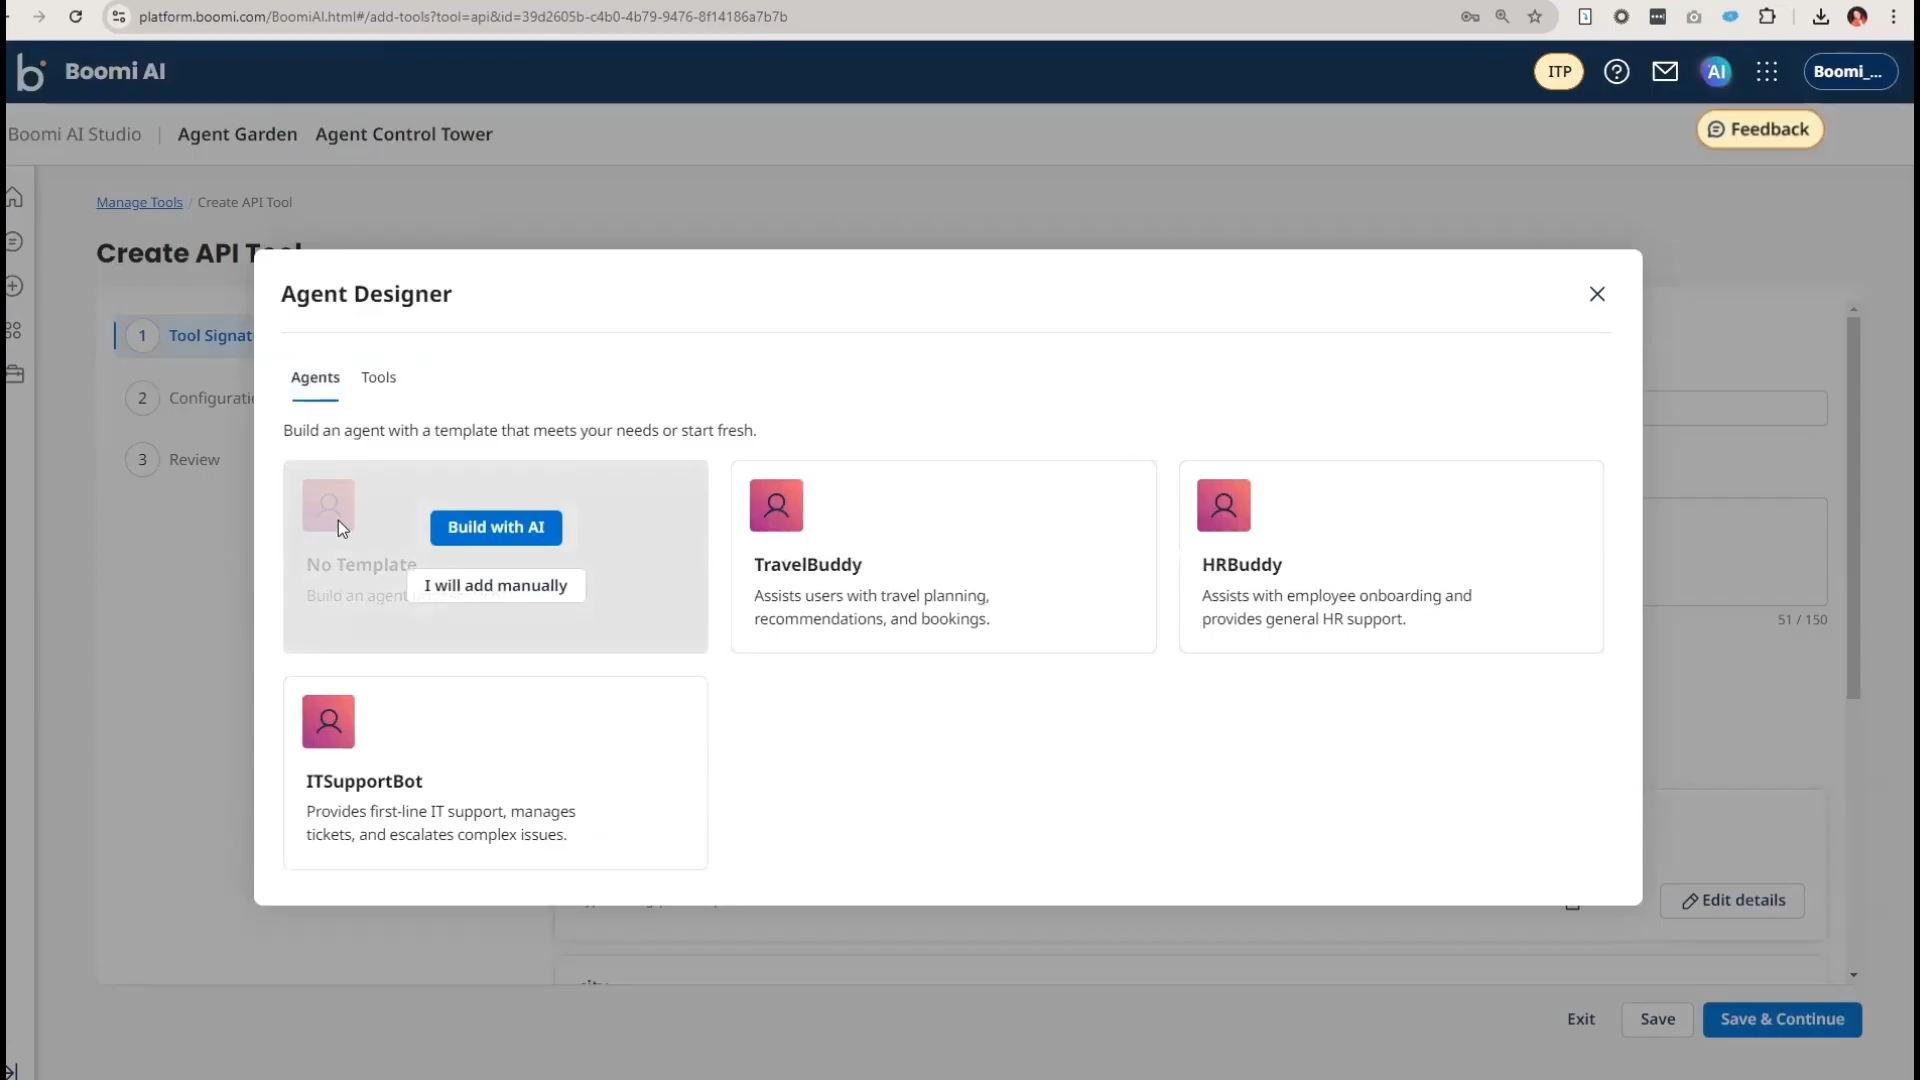 platform.boomi.com/BoomiAI.html#/add-tools?tool=api&id=39d2605b-c4b0-4b79-9476-8f14186a7b7b
b Boomi AI
ITP
AI
Boomi_...
Boomi AI Studio | Agent Garden Agent Control Tower
Feedback
Manage Tools / Create API Tool
Create API Tool
1 Tool Signat
2 Configurati
3 Review
Agent Designer
Agents Tools
Build an agent with a template that meets your needs or start fresh.
Build with AI
No Template
I will add manually
Build an agent
TravelBuddy
Assists users with travel planning,
recommendations, and bookings.
HRBuddy
Assists with employee onboarding and
provides general HR support.
ITSupportBot
Provides first-line IT support, manages
tickets, and escalates complex issues.
51 / 150
Edit details
Exit Save Save & Continue